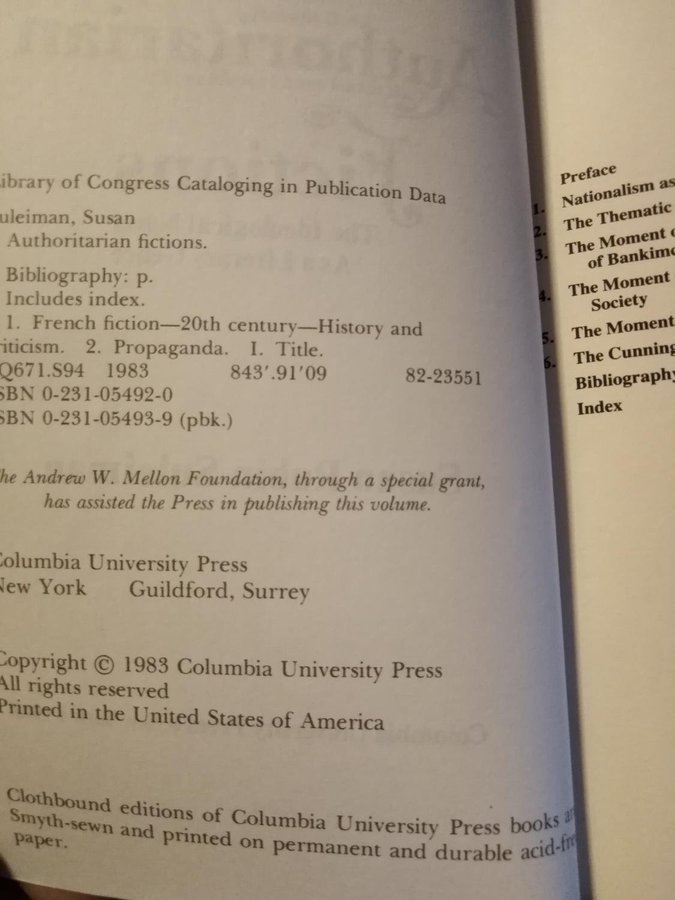 ibrary of Congress Cataloging in Publication Data
uleiman, Susan
Authoritarian fictions.
Bibliography: p.
Includes index.
1. French fiction—20th century—History and
riticism. 2. Propaganda. I. Title.
Q671.S94 1983 843′.91′09 82-23551
SBN 0-231-05492-0
SBN 0-231-05493-9 (pbk.)
he Andrew W. Mellon Foundation, through a special grant,
has assisted the Press in publishing this volume.
Columbia University Press
New York Guildford, Surrey
Copyright © 1983 Columbia University Press
All rights reserved
Printed in the United States of America
Clothbound editions of Columbia University Press books a
Smyth-sewn and printed on permanent and durable acid-fre
paper.
Preface
1. Nationalism as
2. The Thematic
3. The Moment o
of Bankimc
4. The Moment
Society
5. The Moment
6. The Cunning
Bibliography
Index
Authoritarian
Fictions